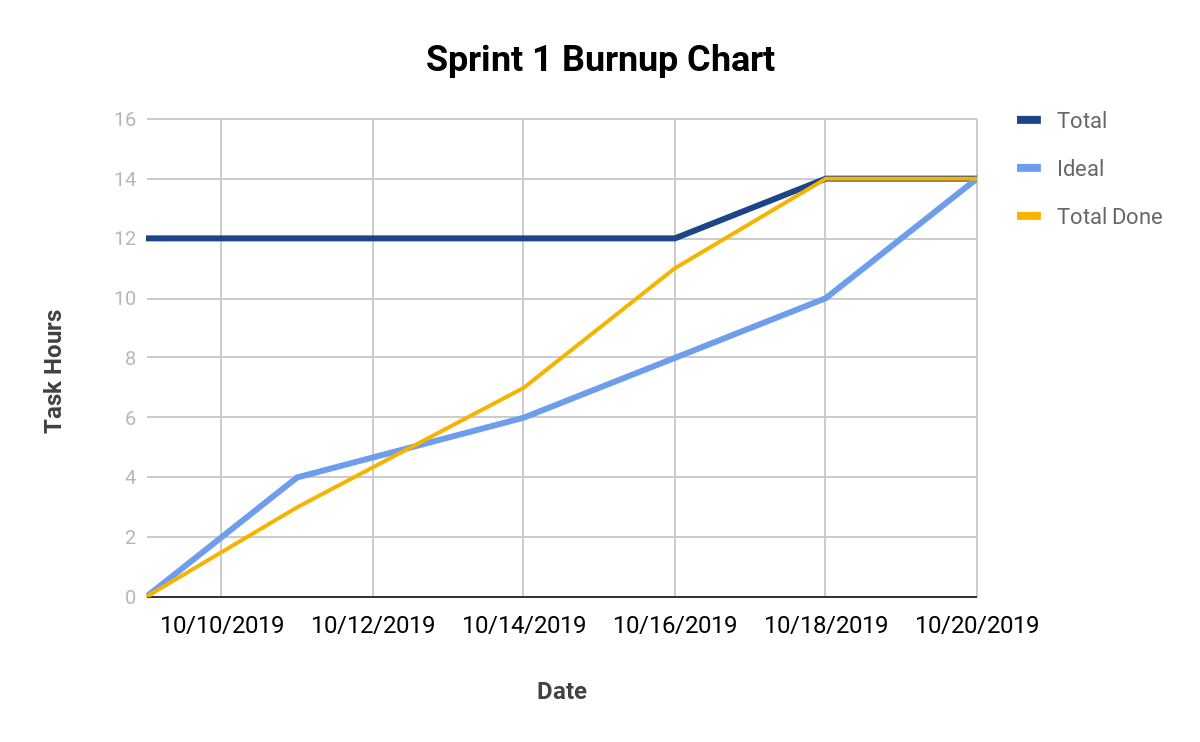 Sprint 1 Burnup Chart
16
14
12
10
8
6
4
2
0
Task Hours
10/10/2019 10/12/2019 10/14/2019 10/16/2019 10/18/2019 10/20/2019
Date
Total
Ideal
Total Done